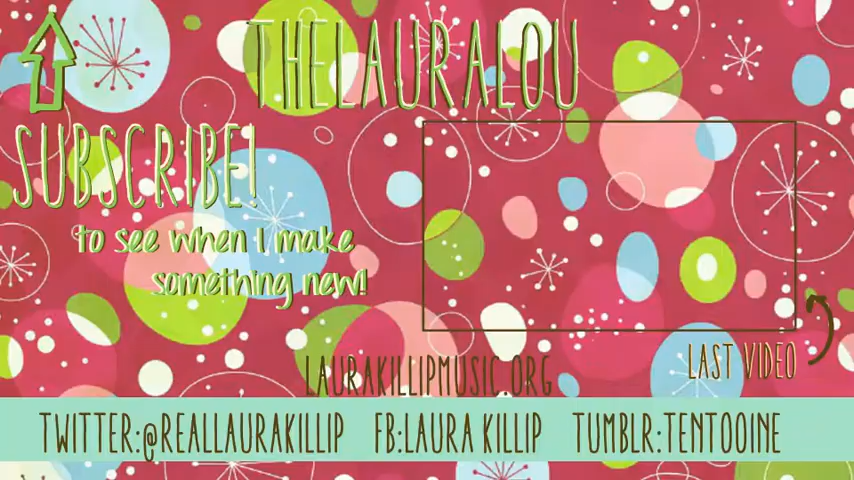 THELAURALOU
SUBSCRIBE!
to see when I make
something new!
LAST VIDEO
LAURAKILLIPMUSIC.ORG
TWITTER:@REALLAURAKILLIP FB:LAURA KILLIP TUMBLR:TENTOOINE